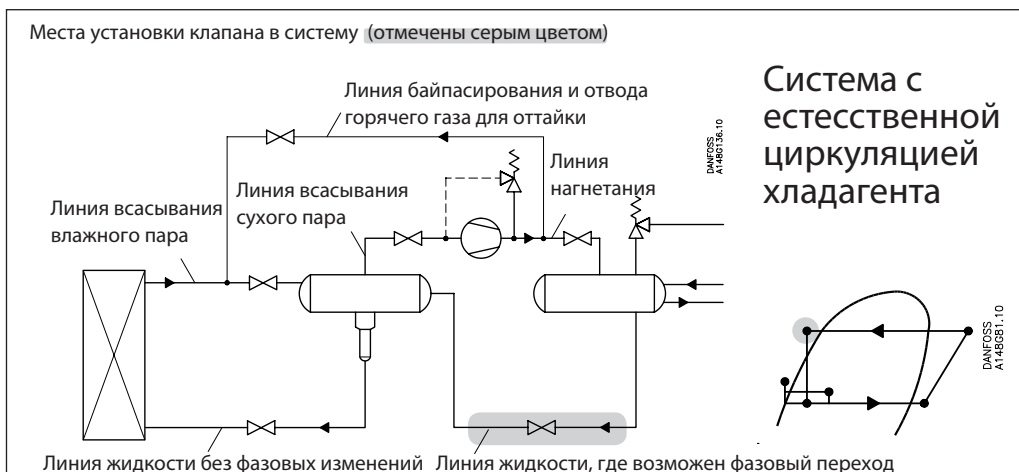 Места установки клапана в систему (отмечены серым цветом)
Система с
естесственной
циркуляцией
хладагента
Линия байпасирования и отвода
горячего газа для оттайки
DANFOSS
A148G136.10
Линия
нагнетания
Линия всасывания
сухого пара
Линия всасывания
влажного пара
DANFOSS
A148G81.10
Линия жидкости без фазовых изменений
Линия жидкости, где возможен фазовый переход